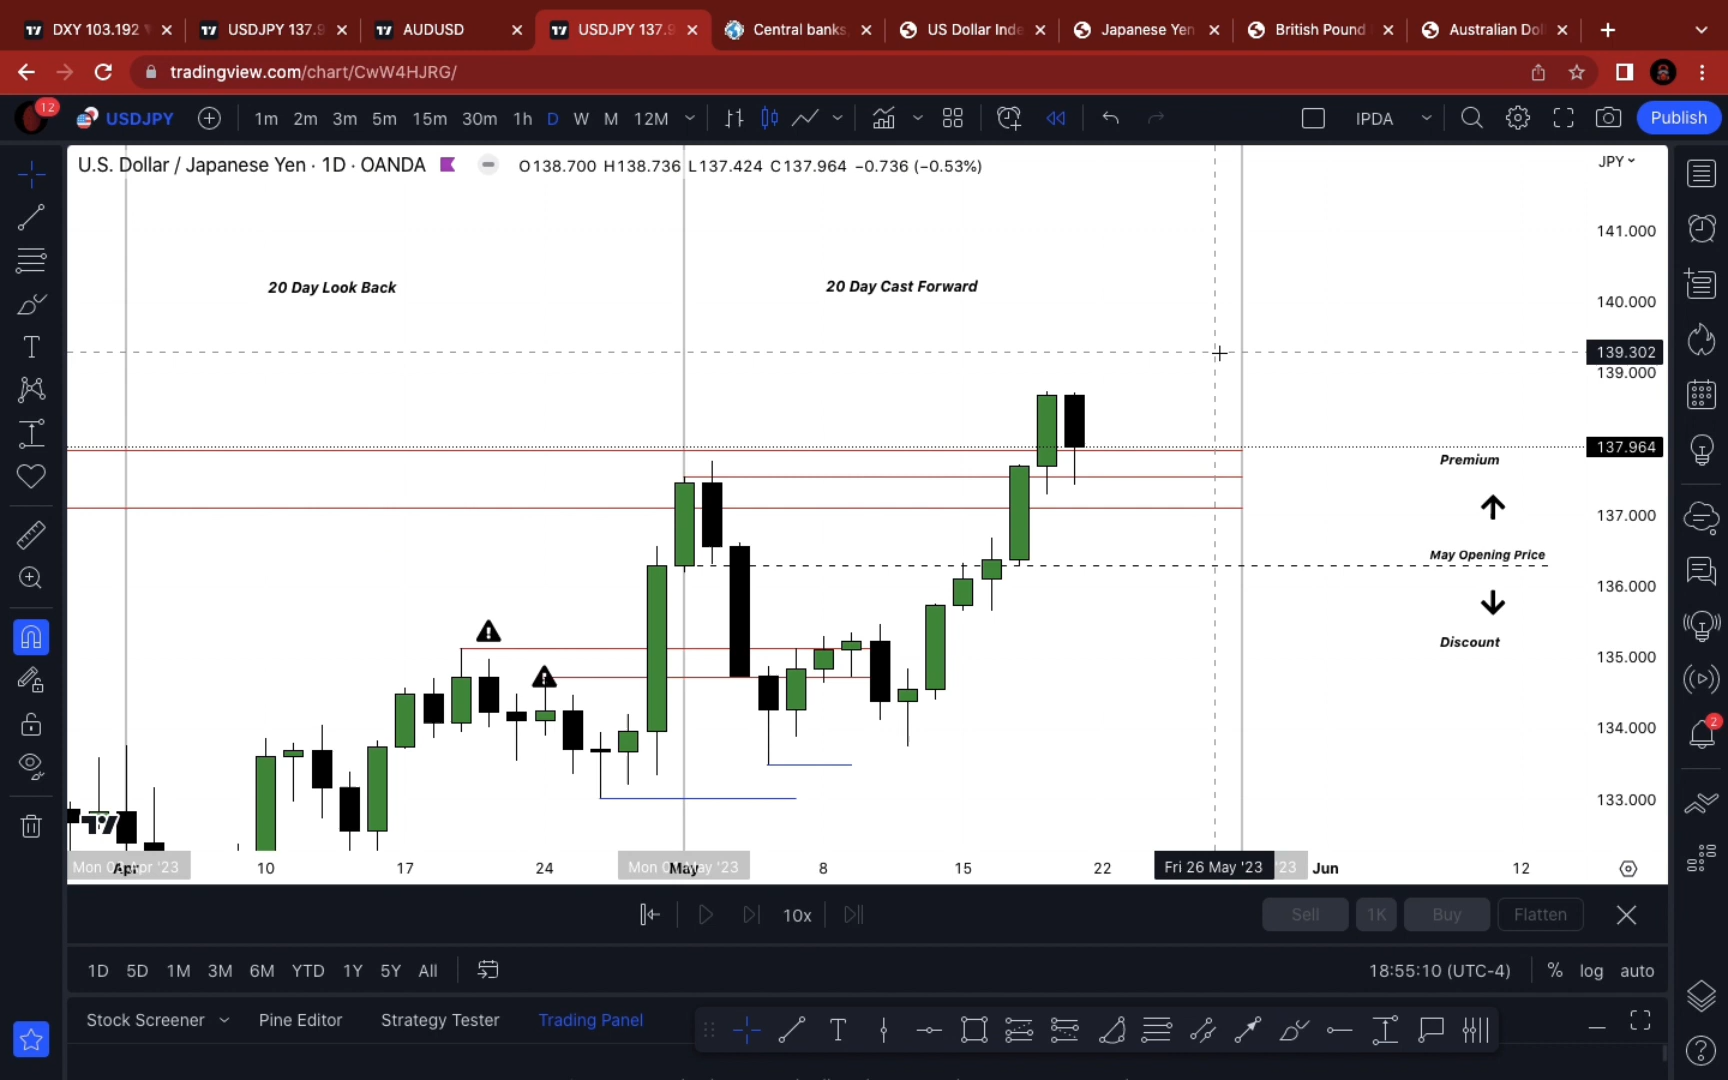 DXY 103.192
USDJPY 137.9
AUDUSD
USDJPY 137.9
Central banks
US Dollar Inde
Japanese Yen
British Pound
Australian Doll
tradingview.com/chart/CwW4HJRG/
12
USDJPY
1m 2m 3m 5m 15m 30m 1h D W M 12M
IPDA
Publish
U.S. Dollar / Japanese Yen · 1D · OANDA
O138.700 H138.736 L137.424 C137.964 −0.736 (−0.53%)
JPY
141.000
20 Day Look Back
20 Day Cast Forward
140.000
139.302
139.000
137.964
Premium
137.000
May Opening Price
136.000
Discount
135.000
134.000
133.000
2
Apr
10 17 24
May
8 15 22
Fri 26 May '23
'23
Jun
12
10x
Sell
1K
Buy
Flatten
1D 5D 1M 3M 6M YTD 1Y 5Y All
18:55:10 (UTC-4)
% log auto
Stock Screener
Pine Editor
Strategy Tester
Trading Panel